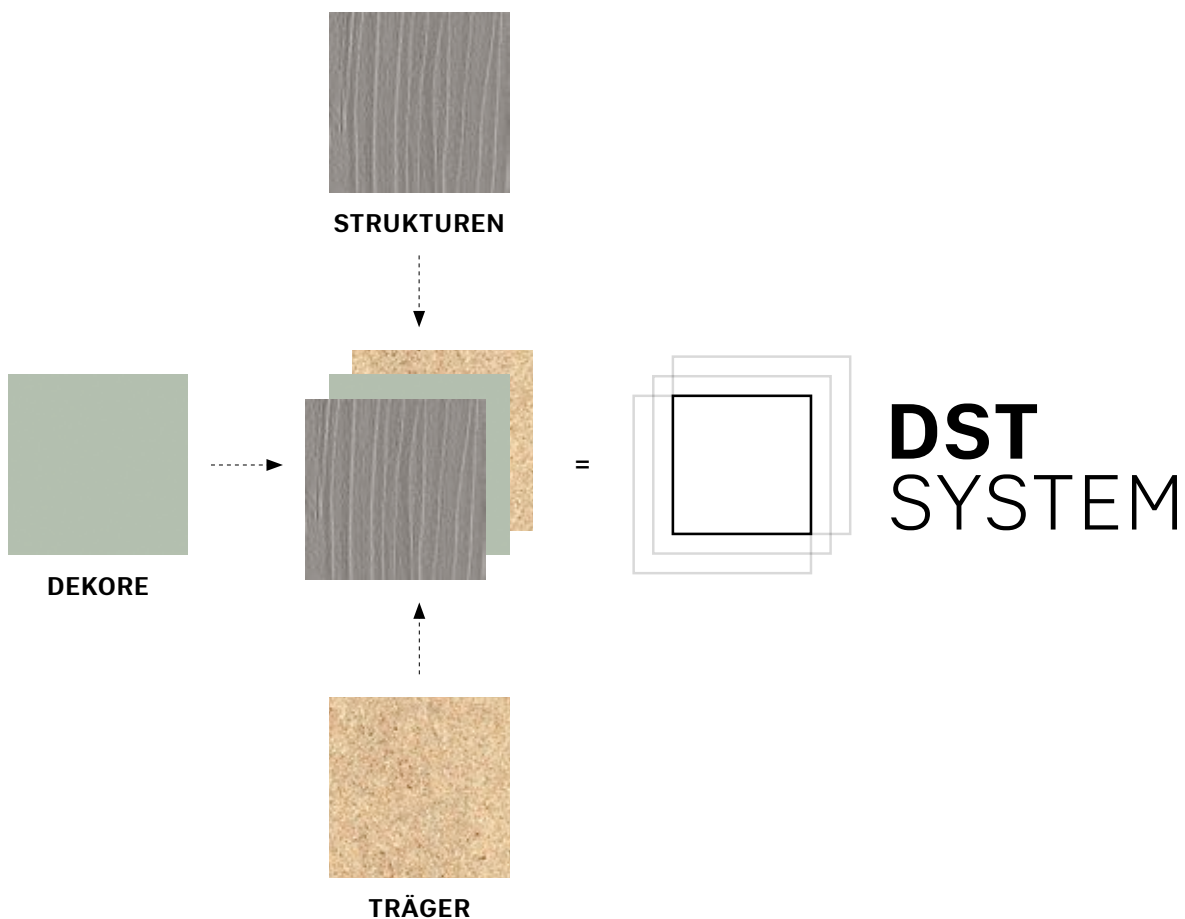 STRUKTUREN
DEKORE
=
DST
SYSTEM
TRÄGER